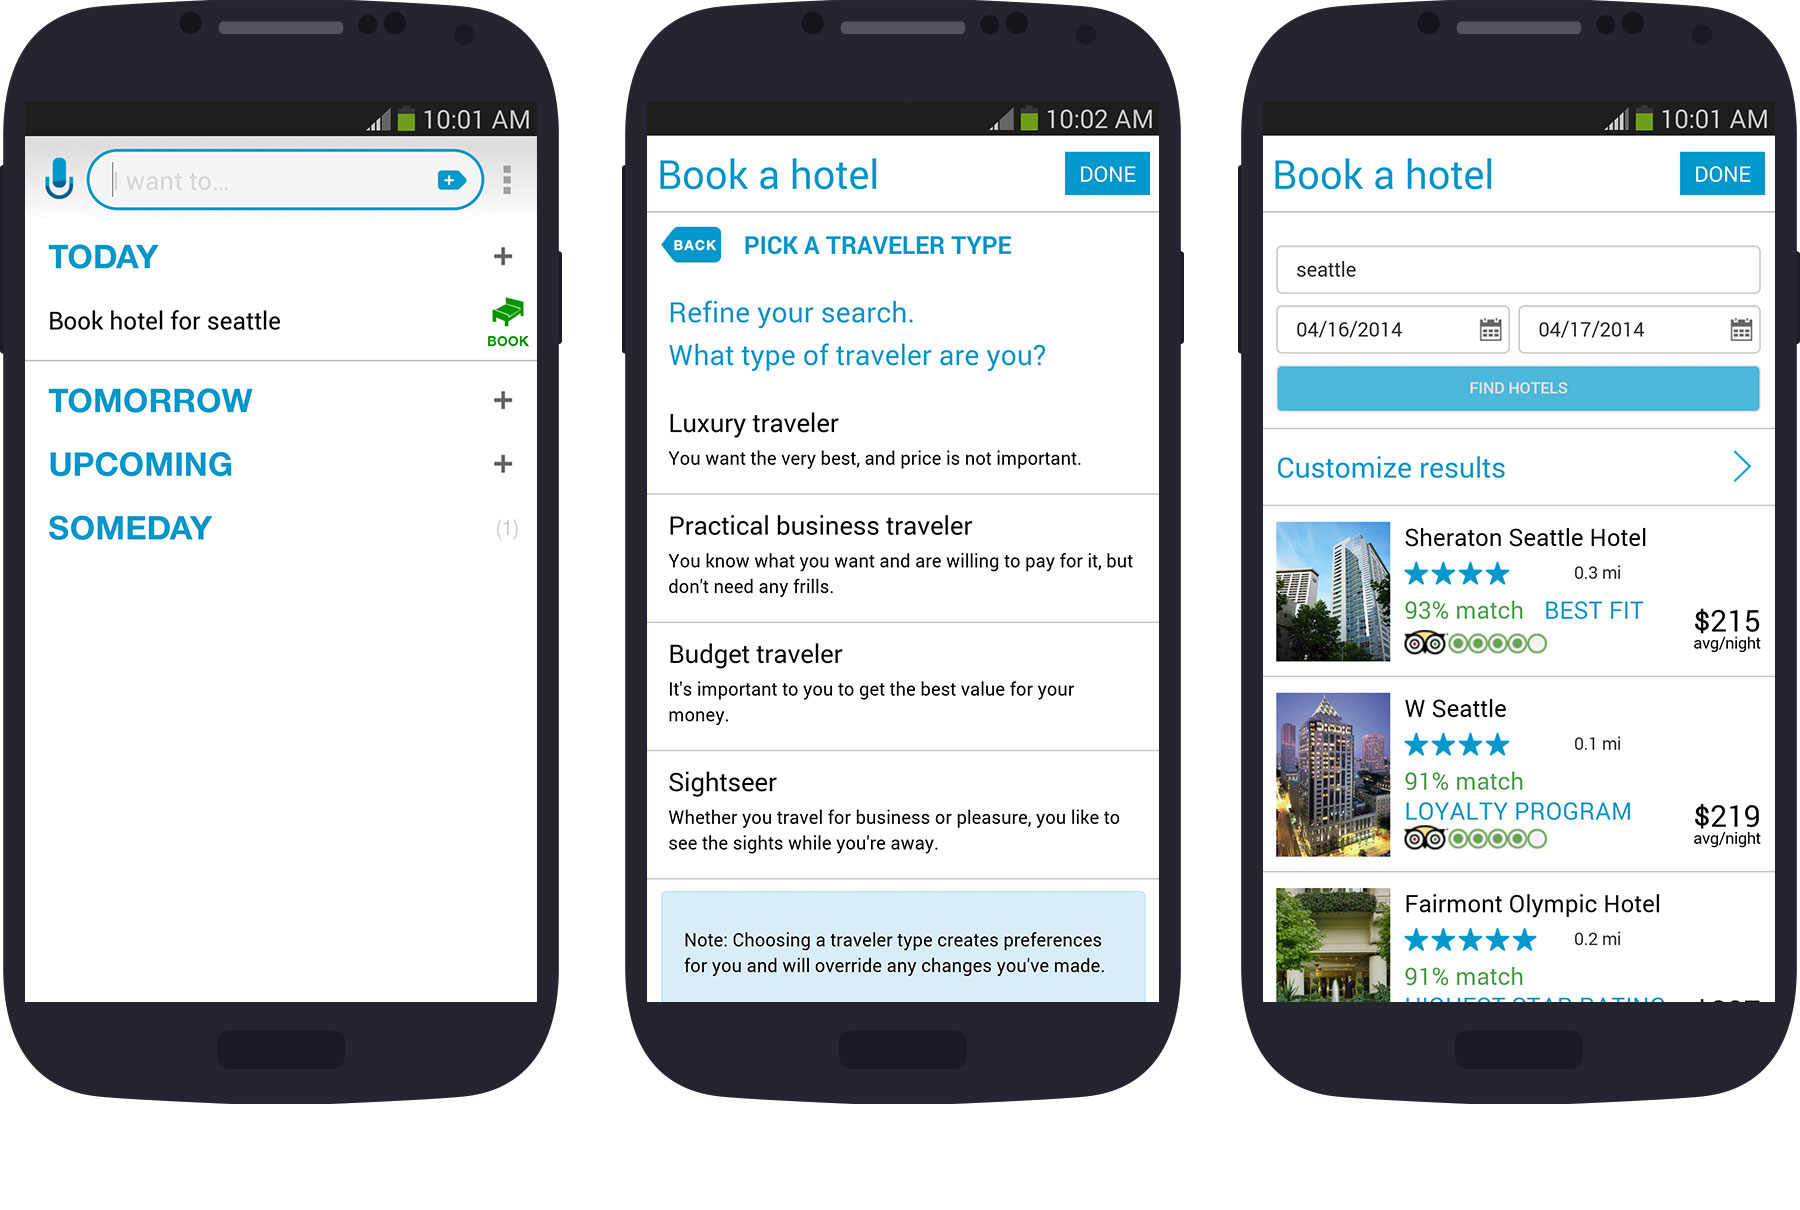 10:01 AM
I want to...
TODAY
Book hotel for seattle
BOOK
TOMORROW
UPCOMING
SOMEDAY
(1)
10:02 AM
Book a hotel
DONE
BACK
PICK A TRAVELER TYPE
Refine your search.
What type of traveler are you?
Luxury traveler
You want the very best, and price is not important.
Practical business traveler
You know what you want and are willing to pay for it, but
don't need any frills.
Budget traveler
It's important to you to get the best value for your
money.
Sightseer
Whether you travel for business or pleasure, you like to
see the sights while you're away.
Note: Choosing a traveler type creates preferences
for you and will override any changes you've made.
10:01 AM
Book a hotel
DONE
seattle
04/16/2014
04/17/2014
FIND HOTELS
Customize results
Sheraton Seattle Hotel
0.3 mi
93% match BEST FIT
$215
avg/night
W Seattle
0.1 mi
91% match
LOYALTY PROGRAM
$219
avg/night
Fairmont Olympic Hotel
0.2 mi
91% match
HIGHEST STAR RATING